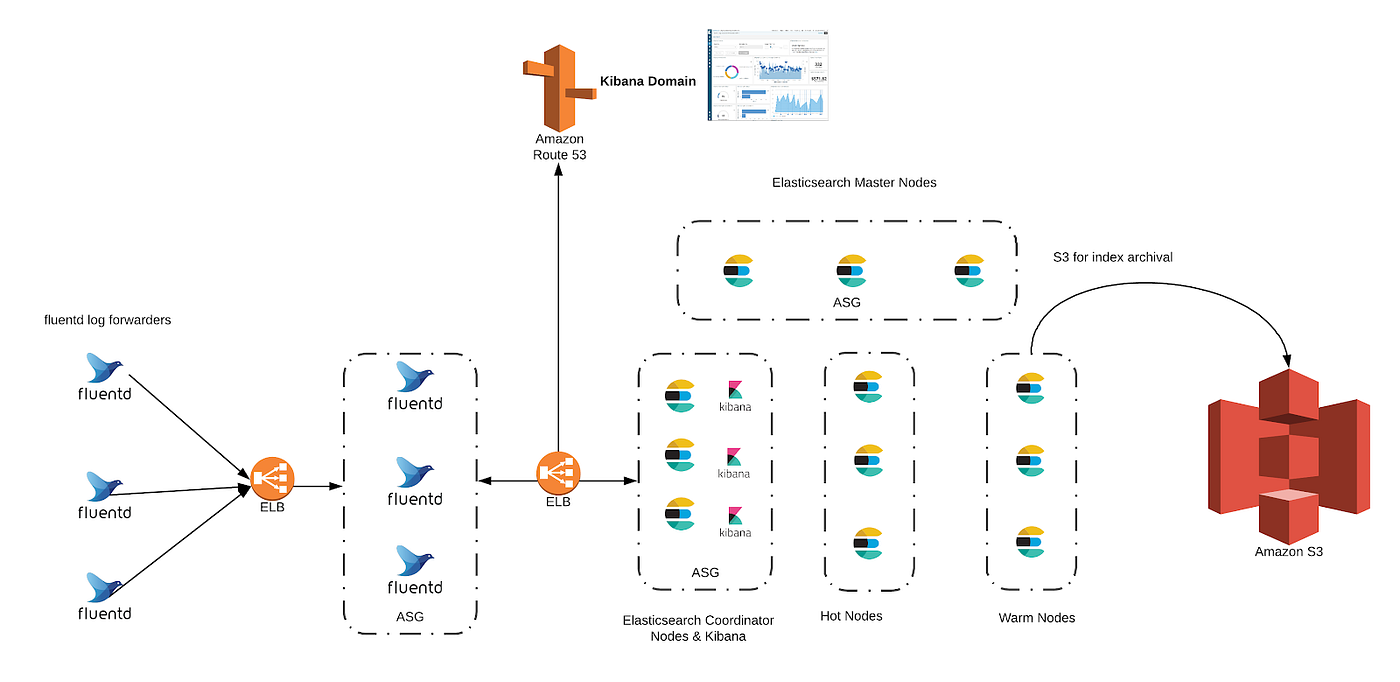 Kibana Domain
Amazon
Route 53
Elasticsearch Master Nodes
ASG
S3 for index archival
fluentd log forwarders
fluentd
fluentd
fluentd
ELB
fluentd
fluentd
fluentd
ASG
ELB
kibana
kibana
kibana
ASG
Elasticsearch Coordinator
Nodes & Kibana
Hot Nodes
Warm Nodes
Amazon S3